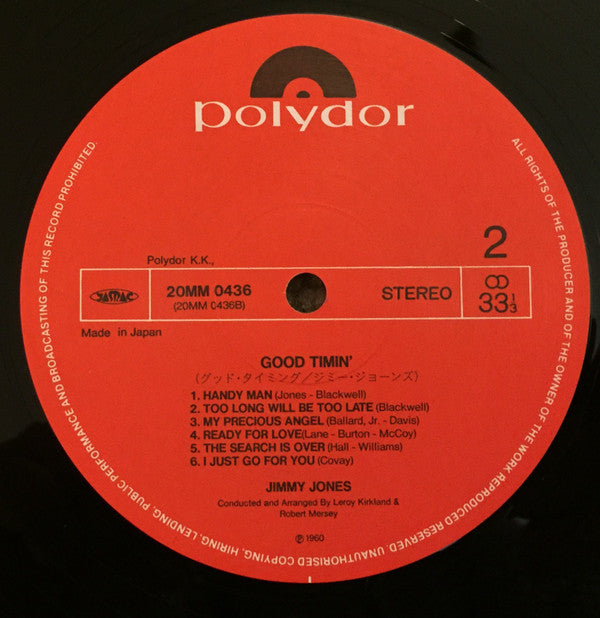 polydor
Polydor K.K.,
2
JASRAC
20MM 0436
(20MM 0436B)
STEREO
33 1/3
Made in Japan
GOOD TIMIN'
(グッド・タイミング/ジミー・ジョーンズ)
1. HANDY MAN (Jones - Blackwell)
2. TOO LONG WILL BE TOO LATE (Blackwell)
3. MY PRECIOUS ANGEL (Ballard, Jr. - Davis)
4. READY FOR LOVE(Lane - Burton - McCoy)
5. THE SEARCH IS OVER (Hall - Williams)
6. I JUST GO FOR YOU (Covay)
JIMMY JONES
Conducted and Arranged By Leroy Kirkland &
Robert Mersey
℗ 1960
ALL RIGHTS OF THE PRODUCER AND OF THE OWNER OF THE WORK REPRODUCED RESERVED. UNAUTHORISED COPYING, HIRING, LENDING, PUBLIC PERFORMANCE AND BROADCASTING OF THIS RECORD PROHIBITED.